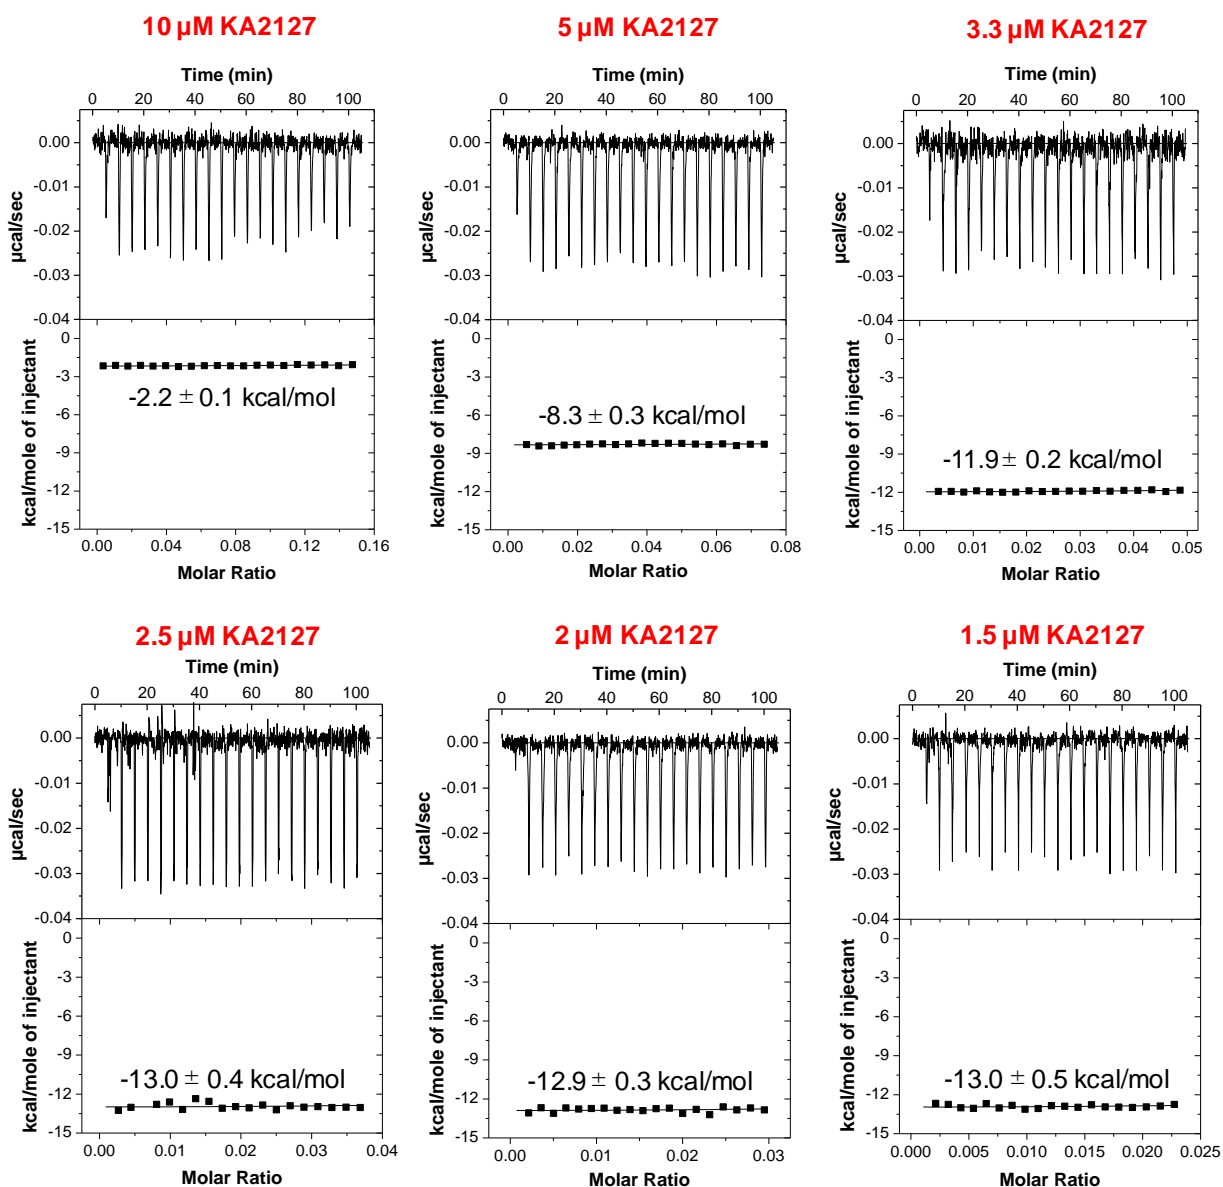 10 µM KA2127
Time (min)
0 20 40 60 80 100
0.00
-0.01
-0.02
-0.03
-0.04
µcal/sec
0
-3
-6
-9
-12
-15
kcal/mole of injectant
-2.2 ± 0.1 kcal/mol
0.00 0.04 0.08 0.12 0.16
Molar Ratio
5 µM KA2127
Time (min)
0 20 40 60 80 100
0.00
-0.01
-0.02
-0.03
-0.04
µcal/sec
0
-3
-6
-9
-12
-15
kcal/mole of injectant
-8.3 ± 0.3 kcal/mol
0.00 0.02 0.04 0.06 0.08
Molar Ratio
3.3 µM KA2127
Time (min)
0 20 40 60 80 100
0.00
-0.01
-0.02
-0.03
-0.04
µcal/sec
0
-3
-6
-9
-12
-15
kcal/mole of injectant
-11.9 ± 0.2 kcal/mol
0.00 0.01 0.02 0.03 0.04 0.05
Molar Ratio
2.5 µM KA2127
Time (min)
0 20 40 60 80 100
0.00
-0.01
-0.02
-0.03
-0.04
µcal/sec
0
-3
-6
-9
-12
-15
kcal/mole of injectant
-13.0 ± 0.4 kcal/mol
0.00 0.01 0.02 0.03 0.04
Molar Ratio
2 µM KA2127
Time (min)
0 20 40 60 80 100
0.00
-0.01
-0.02
-0.03
-0.04
µcal/sec
0
-3
-6
-9
-12
-15
kcal/mole of injectant
-12.9 ± 0.3 kcal/mol
0.00 0.01 0.02 0.03
Molar Ratio
1.5 µM KA2127
Time (min)
0 20 40 60 80 100
0.00
-0.01
-0.02
-0.03
-0.04
µcal/sec
0
-3
-6
-9
-12
-15
kcal/mole of injectant
-13.0 ± 0.5 kcal/mol
0.000 0.005 0.010 0.015 0.020 0.025
Molar Ratio